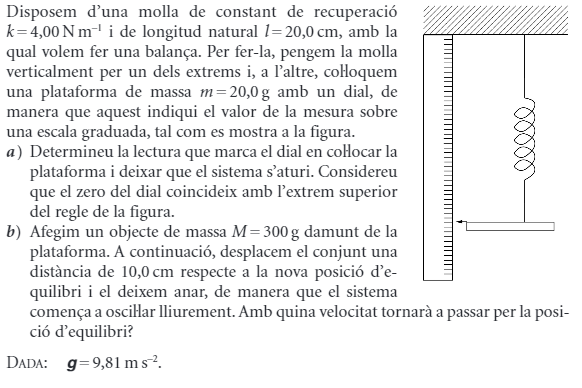 Disposem d’una molla de constant de recuperació
k = 4,00 N m⁻¹ i de longitud natural l = 20,0 cm, amb la
qual volem fer una balança. Per fer-la, pengem la molla
verticalment per un dels extrems i, a l’altre, col·loquem
una plataforma de massa m = 20,0 g amb un dial, de
manera que aquest indiqui el valor de la mesura sobre
una escala graduada, tal com es mostra a la figura.
a) Determineu la lectura que marca el dial en col·locar la
plataforma i deixar que el sistema s’aturi. Considereu
que el zero del dial coincideix amb l’extrem superior
del regle de la figura.
b) Afegim un objecte de massa M = 300 g damunt de la
plataforma. A continuació, desplacem el conjunt una
distància de 10,0 cm respecte a la nova posició d’e-
quilibri i el deixem anar, de manera que el sistema
comença a oscil·lar lliurement. Amb quina velocitat tornarà a passar per la posi-
ció d’equilibri?
DADA: g = 9,81 m s⁻².